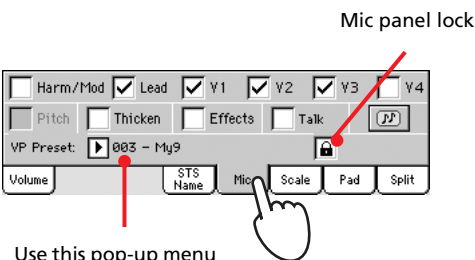 Mic panel lock
Harm/Mod Lead V1 V2 V3 V4
Pitch Thicken Effects Talk
VP Preset: 003 - My9
Volume STS Name Mic Scale Pad Split
Use this pop-up menu